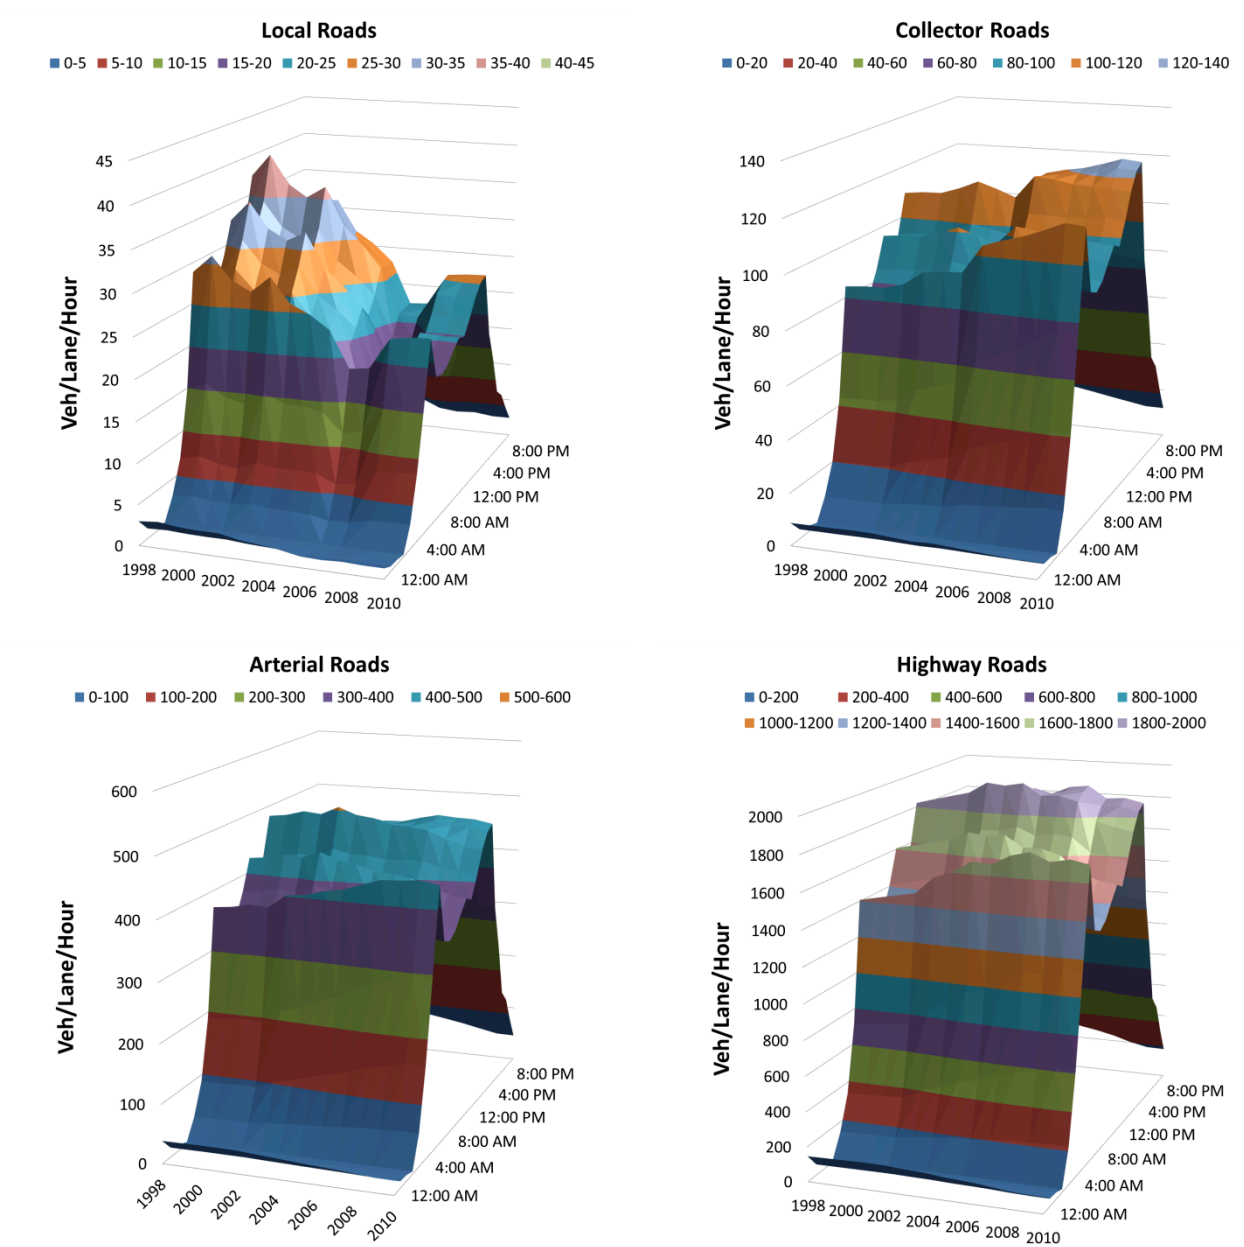 Local Roads
0-5 5-10 10-15 15-20 20-25 25-30 30-35 35-40 40-45
45
40
35
30
25
20
15
10
5
0
Veh/Lane/Hour
1998 2000 2002 2004 2006 2008 2010
8:00 PM
4:00 PM
12:00 PM
8:00 AM
4:00 AM
12:00 AM
Collector Roads
0-20 20-40 40-60 60-80 80-100 100-120 120-140
140
120
100
80
60
40
20
0
Veh/Lane/Hour
1998 2000 2002 2004 2006 2008 2010
8:00 PM
4:00 PM
12:00 PM
8:00 AM
4:00 AM
12:00 AM
Arterial Roads
0-100 100-200 200-300 300-400 400-500 500-600
600
500
400
300
200
100
0
Veh/Lane/Hour
1998 2000 2002 2004 2006 2008 2010
8:00 PM
4:00 PM
12:00 PM
8:00 AM
4:00 AM
12:00 AM
Highway Roads
0-200 200-400 400-600 600-800 800-1000
1000-1200 1200-1400 1400-1600 1600-1800 1800-2000
2000
1800
1600
1400
1200
1000
800
600
400
200
0
Veh/Lane/Hour
1998 2000 2002 2004 2006 2008 2010
8:00 PM
4:00 PM
12:00 PM
8:00 AM
4:00 AM
12:00 AM